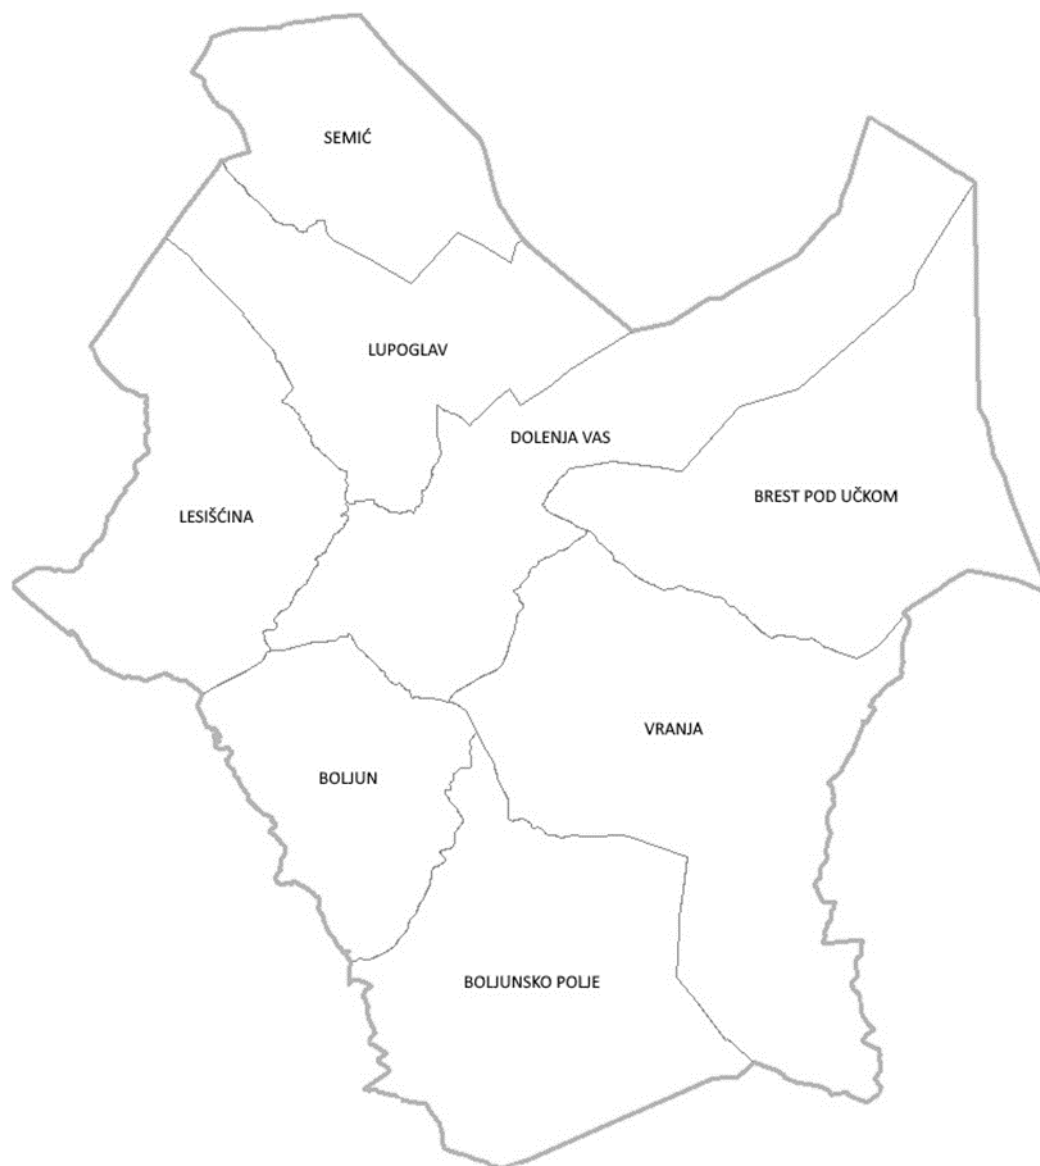 SEMIĆ
LUPOGLAV
DOLENJA VAS
BREST POD UČKOM
LESIŠĆINA
VRANJA
BOLJUN
BOLJUNSKO POLJE